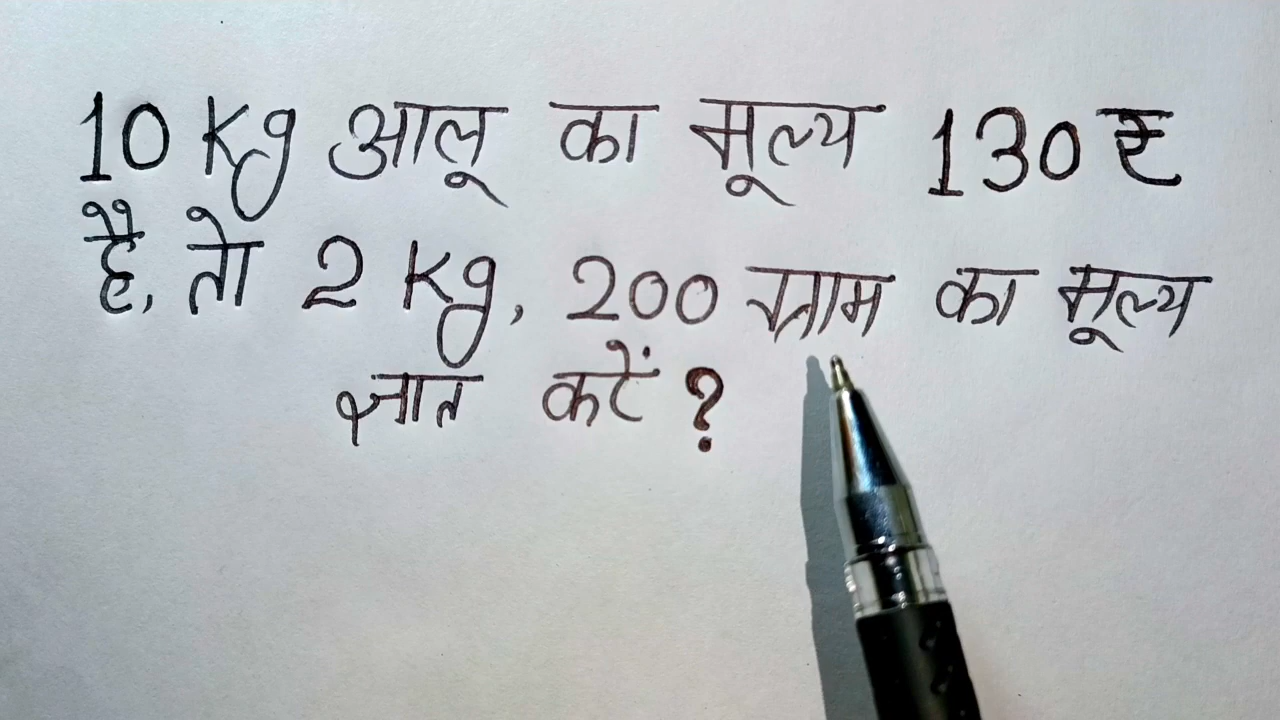 10 Kg आलू का मूल्य 130 ₹
है, तो 2 Kg, 200 ग्राम का मूल्य
ज्ञात करें ?